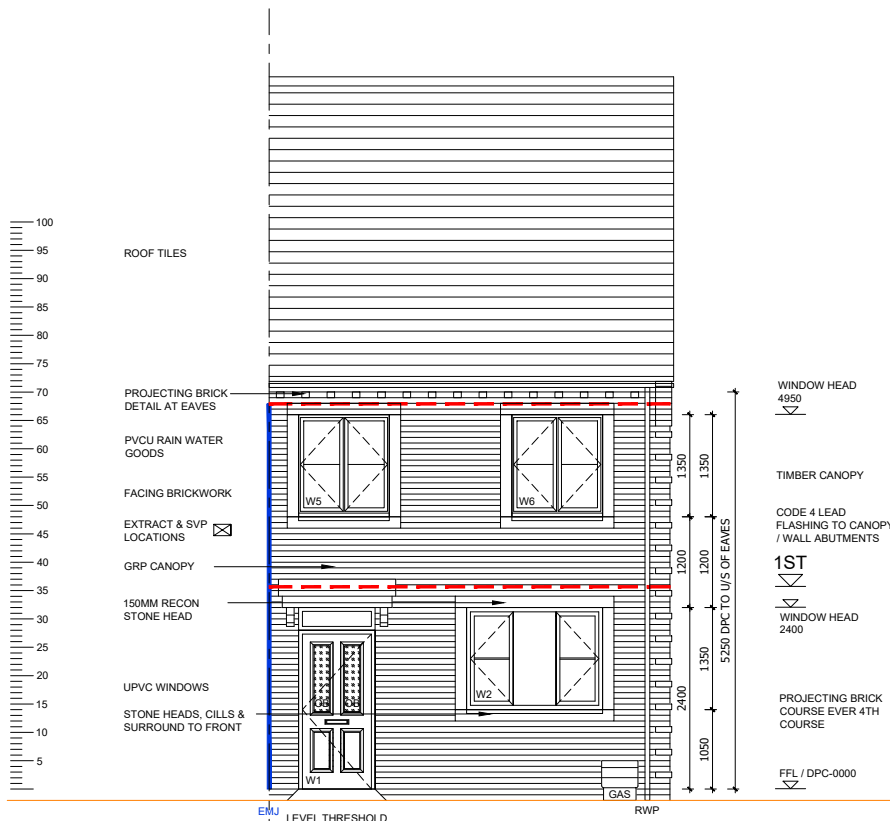 100
95
90
85
80
75
70
65
60
55
50
45
40
35
30
25
20
15
10
5
ROOF TILES
PROJECTING BRICK
DETAIL AT EAVES
PVCU RAIN WATER
GOODS
FACING BRICKWORK
EXTRACT & SVP
LOCATIONS
GRP CANOPY
150MM RECON
STONE HEAD
UPVC WINDOWS
STONE HEADS, CILLS &
SURROUND TO FRONT
W5
W6
W2
OB
OB
W1
GAS
EMJ
LEVEL THRESHOLD
RWP
1350
1200
2400
1350
1200
1350
1050
5250 DPC TO U/S OF EAVES
WINDOW HEAD
4950
TIMBER CANOPY
CODE 4 LEAD
FLASHING TO CANOPY
/ WALL ABUTMENTS
1ST
WINDOW HEAD
2400
PROJECTING BRICK
COURSE EVER 4TH
COURSE
FFL / DPC-0000